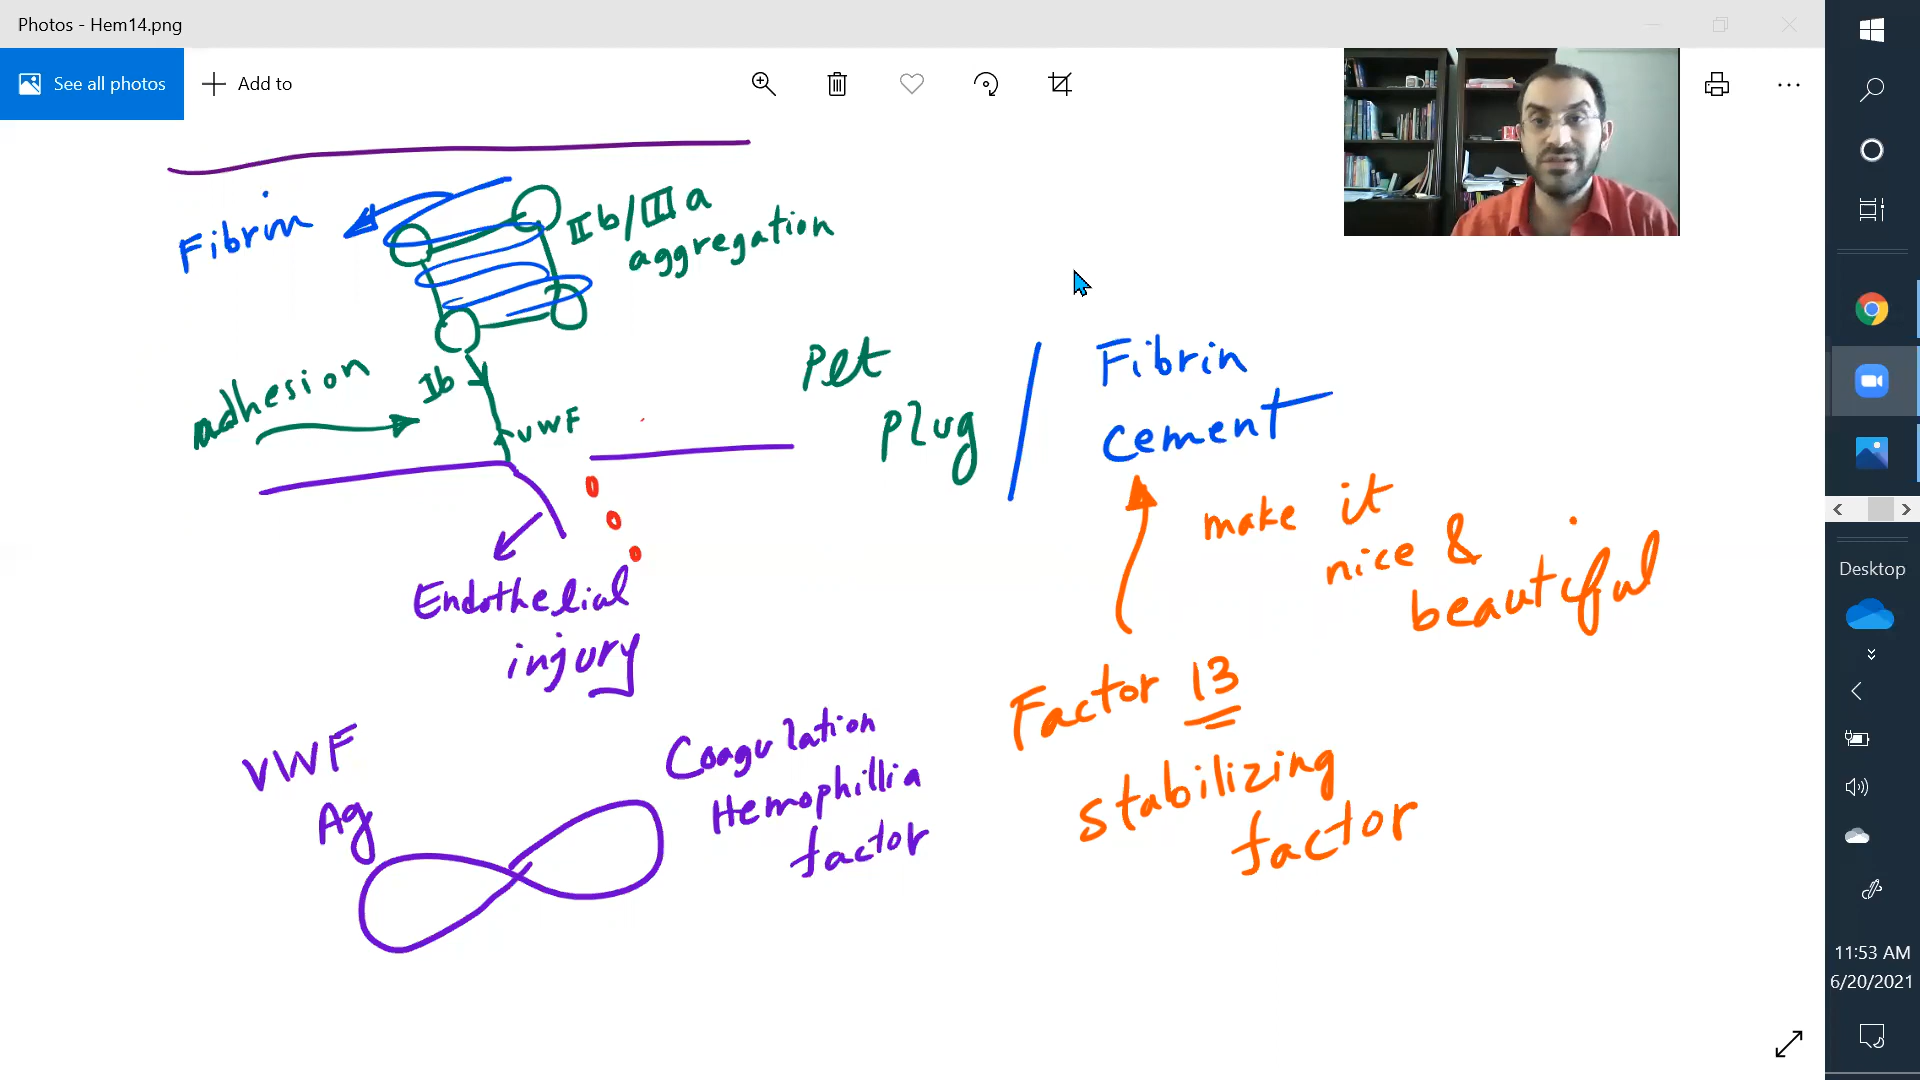 Photos - Hem14.png
See all photos
Add to
Fibrin
IIb/IIIa
aggregation
adhesion
Ib
VWF
Plt
plug
Fibrin
cement
make it
nice &
beautiful
Endothelial
injury
Factor 13
stabilizing
factor
VWF
Ag
Coagulation
Hemophillia
factor
Desktop
11:53 AM
6/20/2021